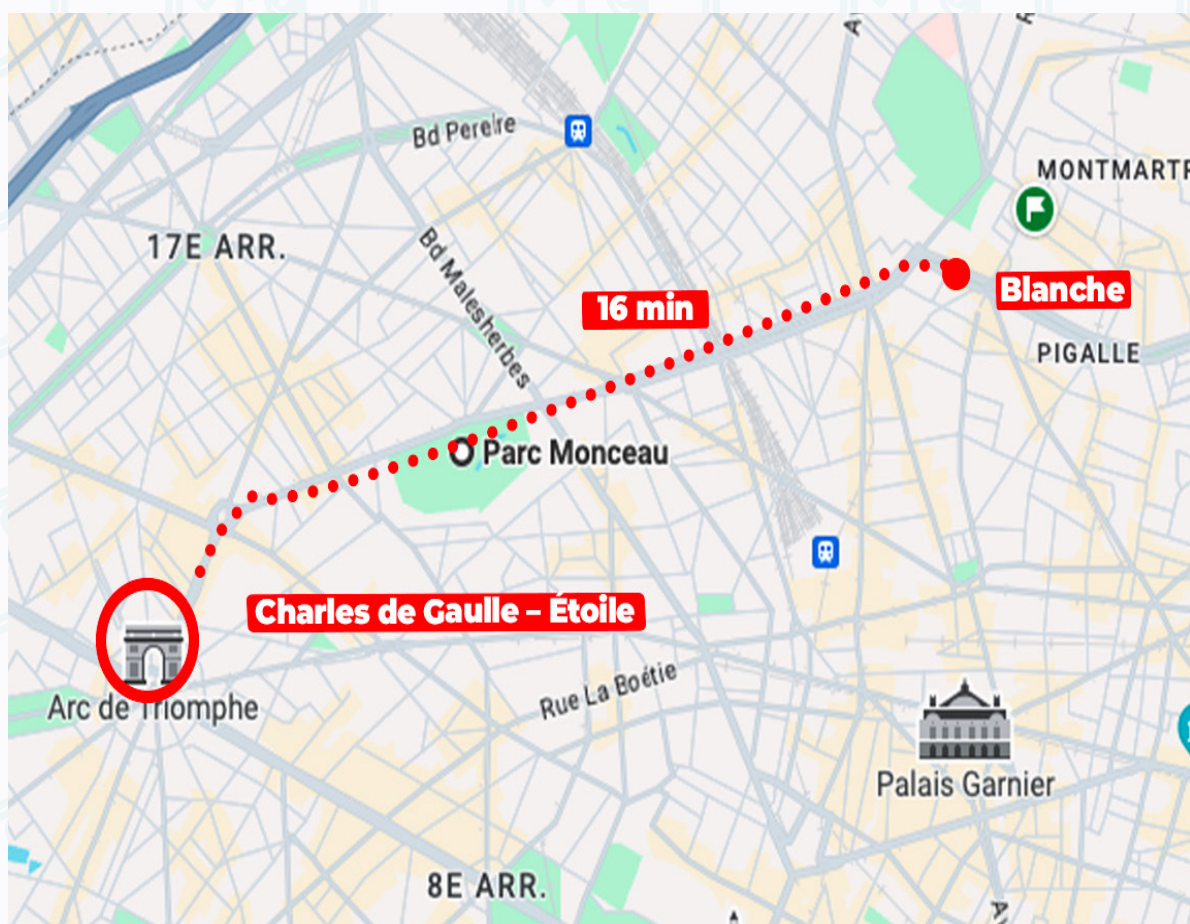 Bd Pereire
MONTMARTR
17E ARR.
Bd Malesherbes
16 min
Blanche
PIGALLE
Parc Monceau
Charles de Gaulle – Étoile
Arc de Triomphe
Rue La Boétie
Palais Garnier
8E ARR.